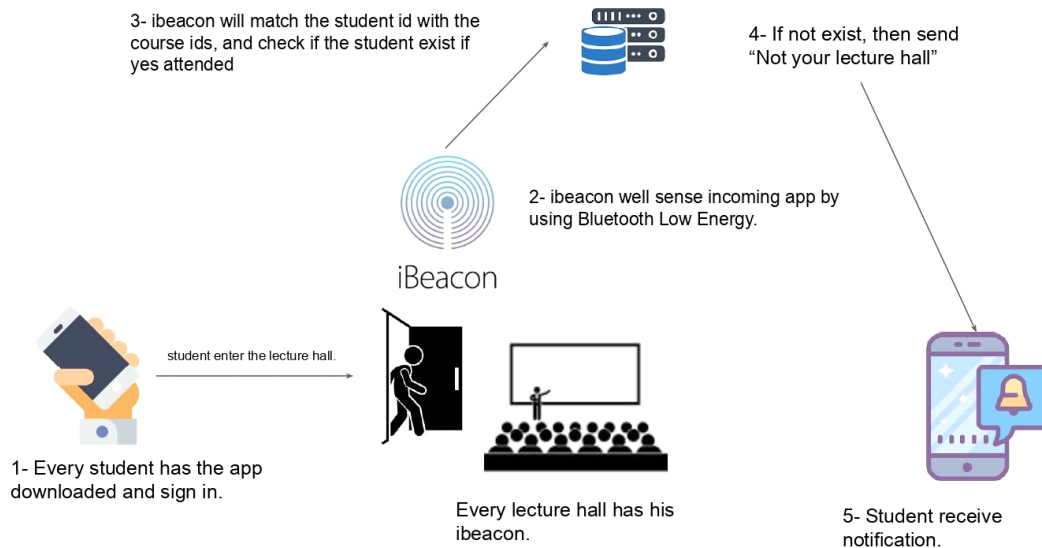 3- ibeacon will match the student id with the
course ids, and check if the student exist if
yes attended
4- If not exist, then send
“Not your lecture hall”
2- ibeacon well sense incoming app by
using Bluetooth Low Energy.
iBeacon
student enter the lecture hall.
1- Every student has the app
downloaded and sign in.
Every lecture hall has his
ibeacon.
5- Student receive
notification.